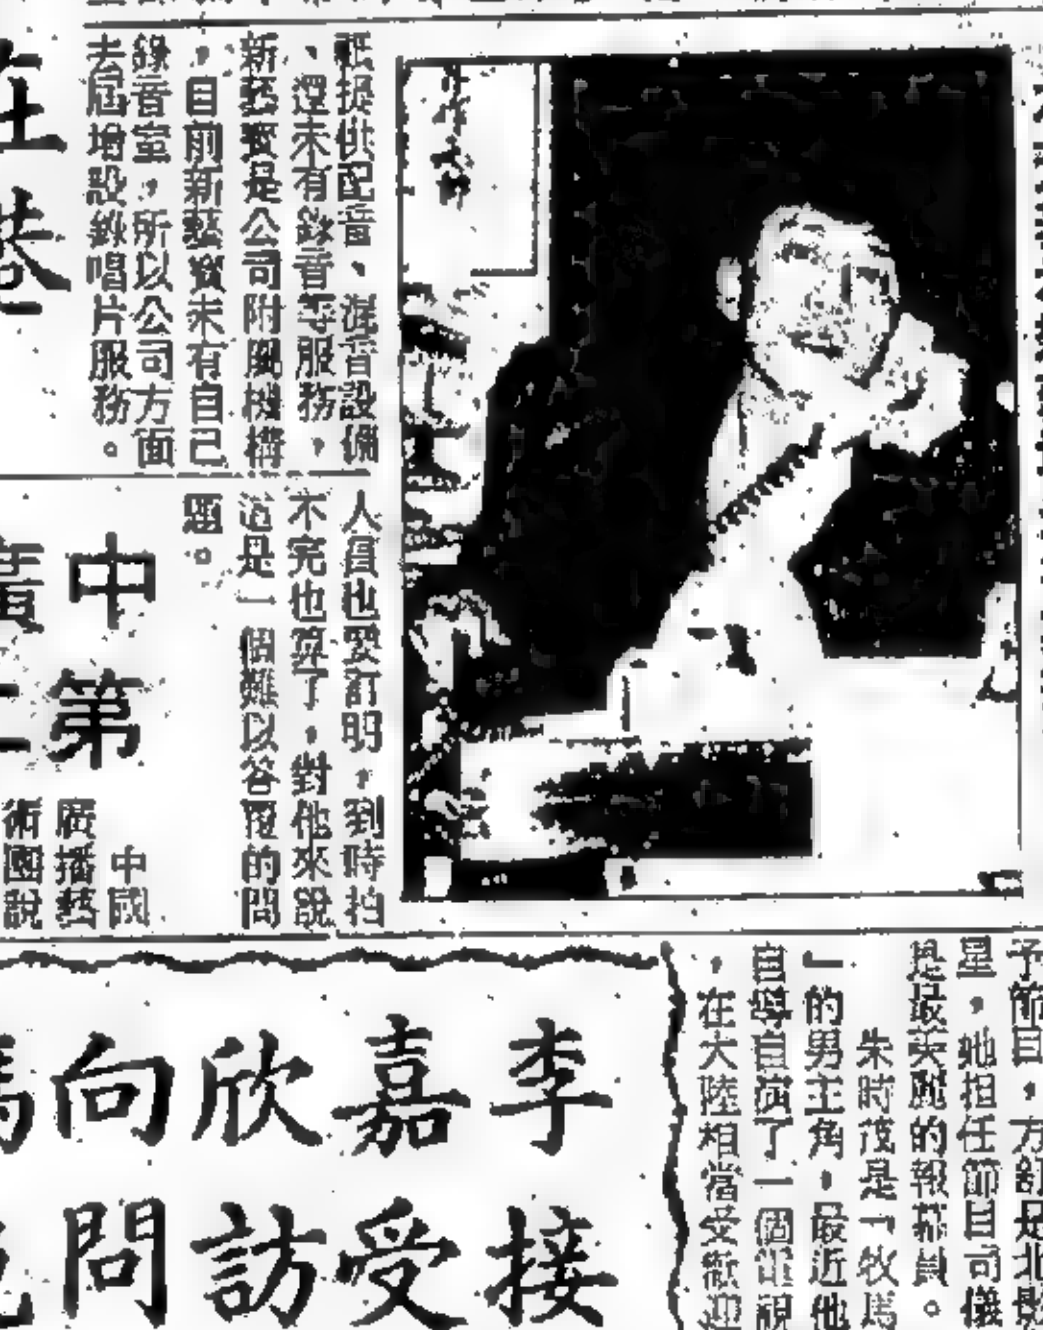 祇提供配音、混音設備
、還未有錄音等服務，
新藝寶是公司附屬機構
，自前新藝寶未有自己
錄音室，所以公司方面
去屆增設錄唱片服務。
人員也要訂明，到時拍
不完也算了，對他來說
這是一個難以答覆的問
題。
中第
中國
廣播藝
術團說
予節目，方舒是北影
星，她担任節目司儀
是最美麗的報幕員。
朱時茂是「牧馬
」的男主角，最近他
自導自演了一個電視
，在大陸相當受歡迎
李嘉欣向
接受訪問